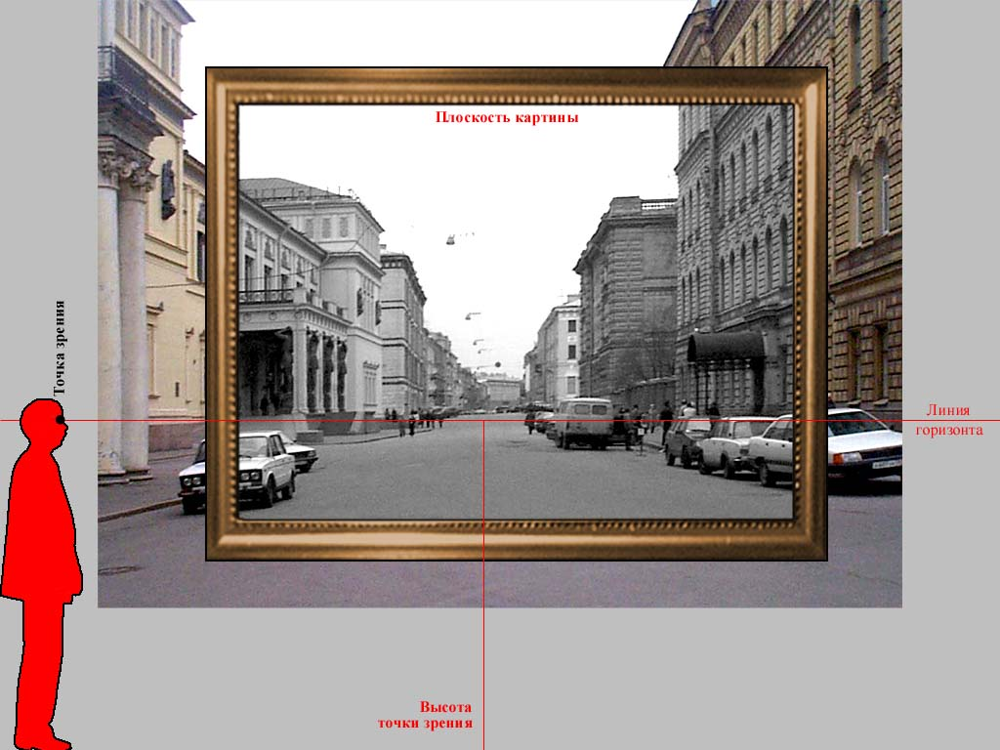 Плоскость картины
Точка зрения
Линия
горизонта
Высота
точки зрения